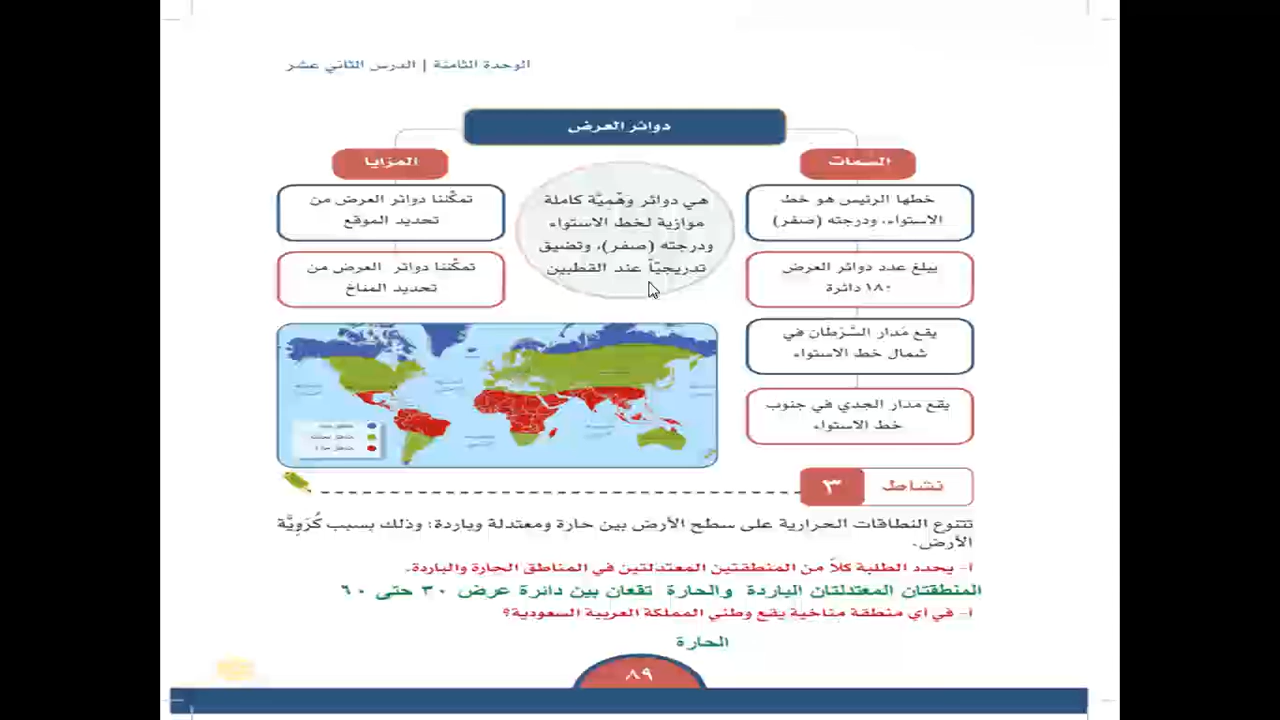 الوحدة الثامنة | الدرس الثاني عشر
دوائر العرض
السمات
خطها الرئيس هو خط
الاستواء، ودرجته (صفر)
يبلغ عدد دوائر العرض
١٨٠ دائرة
يقع مَدار السَّرَطان في
شمال خط الاستواء
يقع مدار الجدي في جنوب
خط الاستواء
هي دوائر وَهْمِيَّة كاملة
موازية لخط الاستواء
ودرجته (صفر)، وتضيق
تدريجيّاً عند القطبين
المزايا
تمكّننا دوائر العرض من
تحديد الموقع
تمكّننا دوائر العرض من
تحديد المناخ
نشاط ٣
تتنوع النطاقات الحرارية على سطح الأرض بين حارة ومعتدلة وباردة؛ وذلك بسبب كُرَوِيَّة
الأرض.
أ- يحدد الطلبة كلاً من المنطقتين المعتدلتين في المناطق الحارة والباردة.
المنطقتان المعتدلتان الباردة والحارة تقعان بين دائرة عرض ٣٠ حتى ٦٠
أ- في أي منطقة مناخية يقع وطني المملكة العربية السعودية؟
الحارة
٨٩